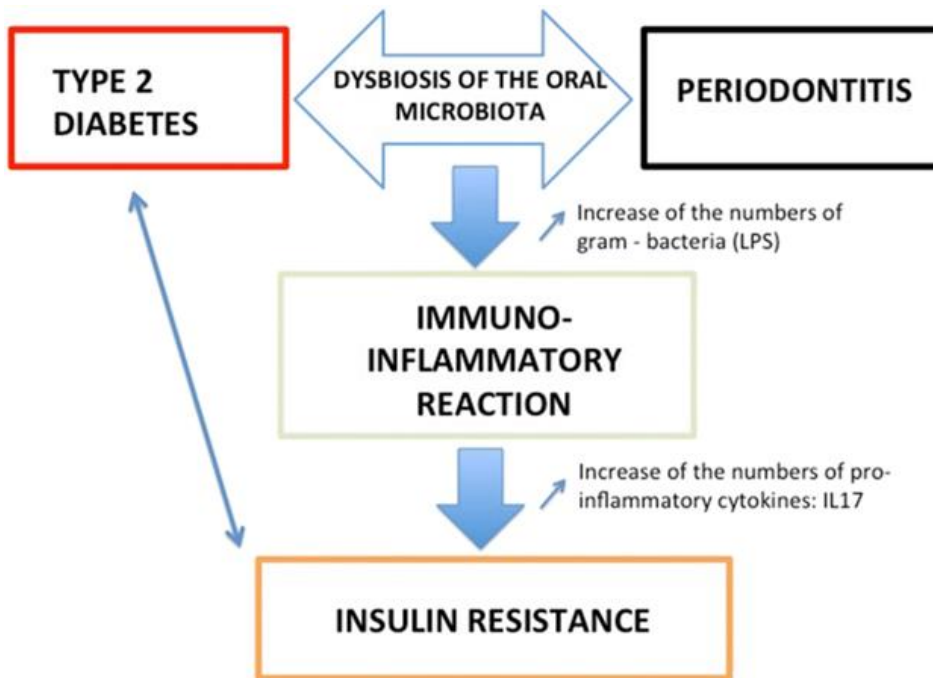 TYPE 2
DIABETES
DYSBIOSIS OF THE ORAL
MICROBIOTA
PERIODONTITIS
Increase of the numbers of
gram - bacteria (LPS)
IMMUNO-
INFLAMMATORY
REACTION
Increase of the numbers of pro-
inflammatory cytokines: IL17
INSULIN RESISTANCE